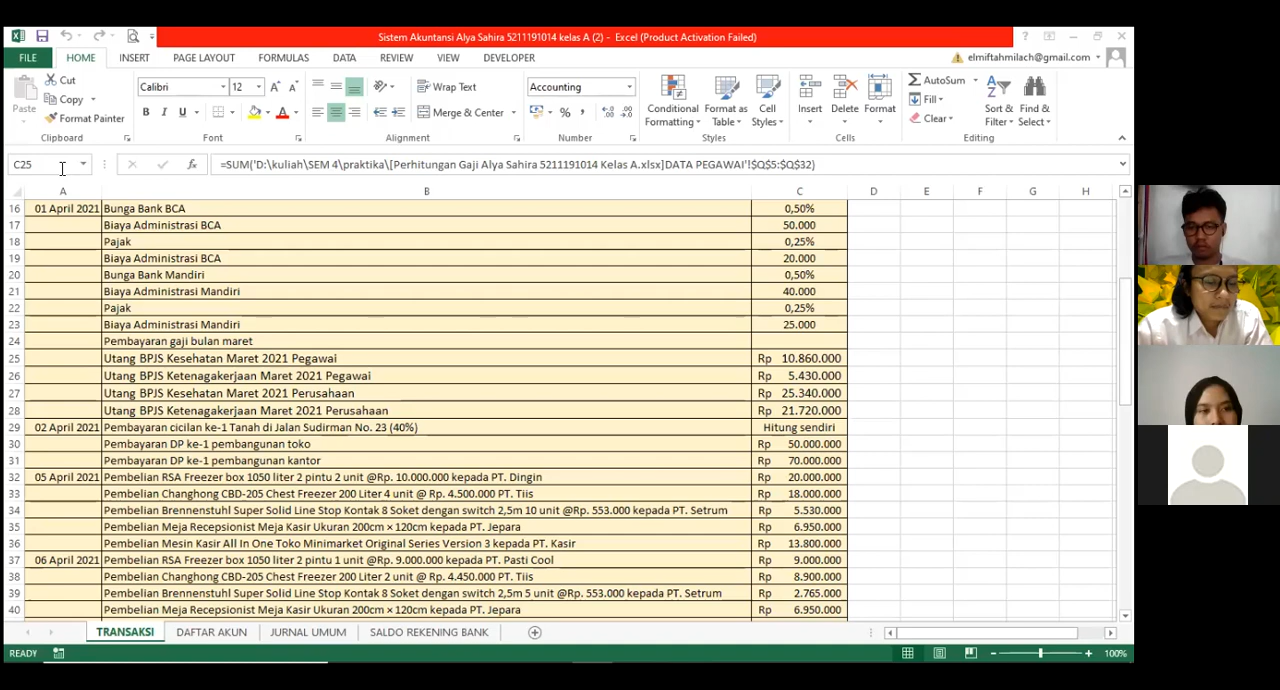 Sistem Akuntansi Alya Sahira 5211191014 kelas A (2) - Excel (Product Activation Failed)
FILE HOME INSERT PAGE LAYOUT FORMULAS DATA REVIEW VIEW DEVELOPER elmiftahmilach@gmail.com
Cut
Copy
Format Painter
Paste
Clipboard
Calibri 12
B I U
Font
Wrap Text
Merge & Center
Alignment
Accounting
%
Number
Conditional Formatting
Format as Table
Cell Styles
Styles
Insert Delete Format
Cells
AutoSum
Fill
Clear
Sort & Filter
Find & Select
Editing
C25 fx =SUM('D:\kuliah\SEM 4\praktika\[Perhitungan Gaji Alya Sahira 5211191014 Kelas A.xlsx]DATA PEGAWAI'!$Q$5:$Q$32)
A B C D E F G H
16 01 April 2021 Bunga Bank BCA 0,50%
17 Biaya Administrasi BCA 50.000
18 Pajak 0,25%
19 Biaya Administrasi BCA 20.000
20 Bunga Bank Mandiri 0,50%
21 Biaya Administrasi Mandiri 40.000
22 Pajak 0,25%
23 Biaya Administrasi Mandiri 25.000
24 Pembayaran gaji bulan maret
25 Utang BPJS Kesehatan Maret 2021 Pegawai Rp 10.860.000
26 Utang BPJS Ketenagakerjaan Maret 2021 Pegawai Rp 5.430.000
27 Utang BPJS Kesehatan Maret 2021 Perusahaan Rp 25.340.000
28 Utang BPJS Ketenagakerjaan Maret 2021 Perusahaan Rp 21.720.000
29 02 April 2021 Pembayaran cicilan ke-1 Tanah di Jalan Sudirman No. 23 (40%) Hitung sendiri
30 Pembayaran DP ke-1 pembangunan toko Rp 50.000.000
31 Pembayaran DP ke-1 pembangunan kantor Rp 70.000.000
32 05 April 2021 Pembelian RSA Freezer box 1050 liter 2 pintu 2 unit @Rp. 10.000.000 kepada PT. Dingin Rp 20.000.000
33 Pembelian Changhong CBD-205 Chest Freezer 200 Liter 4 unit @ Rp. 4.500.000 PT. Tiis Rp 18.000.000
34 Pembelian Brennenstuhl Super Solid Line Stop Kontak 8 Soket dengan switch 2,5m 10 unit @Rp. 553.000 kepada PT. Setrum Rp 5.530.000
35 Pembelian Meja Recepsionist Meja Kasir Ukuran 200cm × 120cm kepada PT. Jepara Rp 6.950.000
36 Pembelian Mesin Kasir All In One Toko Minimarket Original Series Version 3 kepada PT. Kasir Rp 13.800.000
37 06 April 2021 Pembelian RSA Freezer box 1050 liter 2 pintu 1 unit @Rp. 9.000.000 kepada PT. Pasti Cool Rp 9.000.000
38 Pembelian Changhong CBD-205 Chest Freezer 200 Liter 2 unit @ Rp. 4.450.000 PT. Tiis Rp 8.900.000
39 Pembelian Brennenstuhl Super Solid Line Stop Kontak 8 Soket dengan switch 2,5m 5 unit @Rp. 553.000 kepada PT. Setrum Rp 2.765.000
40 Pembelian Meja Recepsionist Meja Kasir Ukuran 200cm × 120cm kepada PT. Jepara Rp 6.950.000
TRANSAKSI DAFTAR AKUN JURNAL UMUM SALDO REKENING BANK
READY 100%